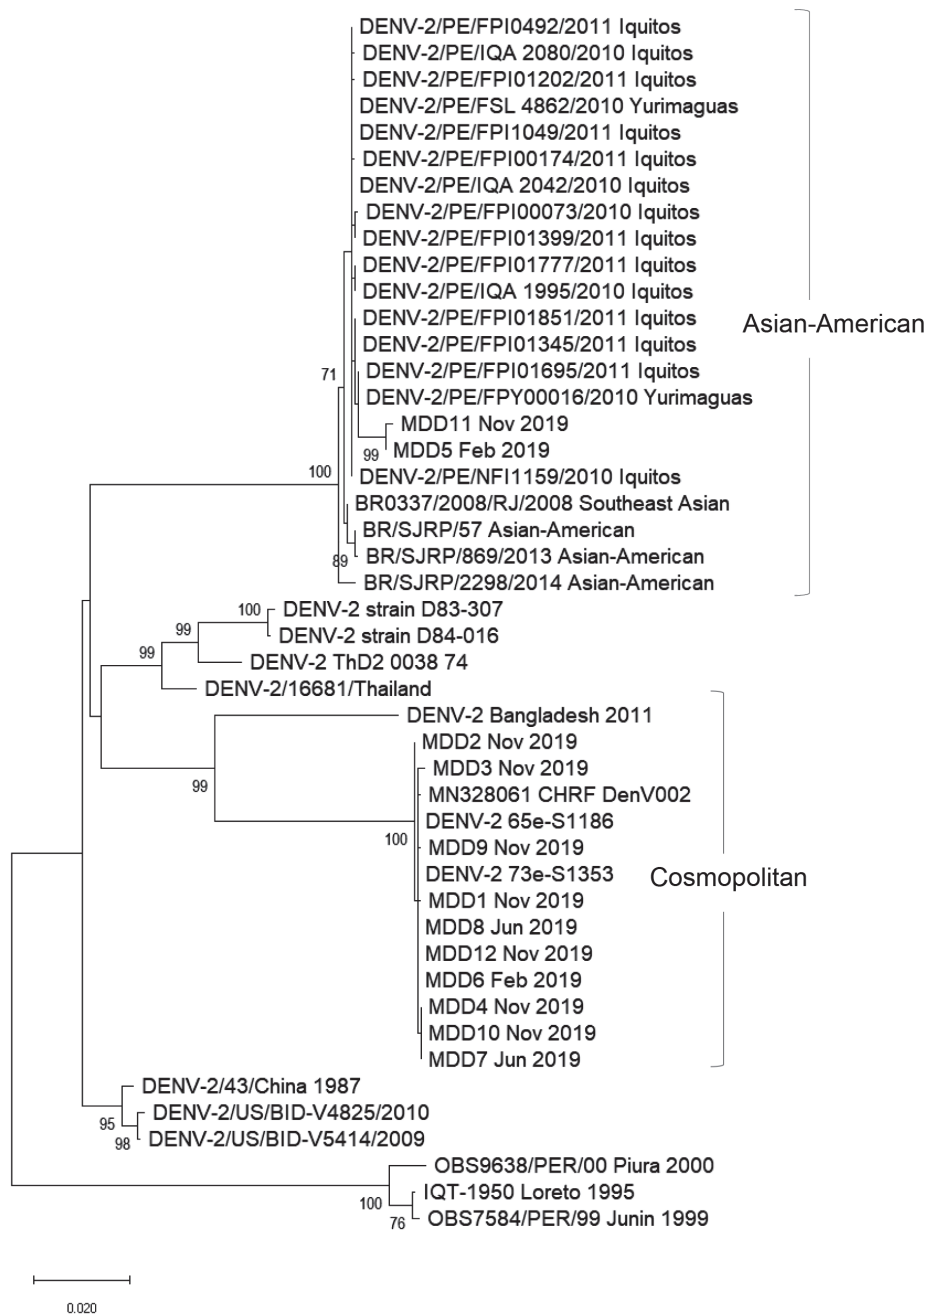 DENV-2/PE/FPI0492/2011 Iquitos
DENV-2/PE/IQA 2080/2010 Iquitos
DENV-2/PE/FPI01202/2011 Iquitos
DENV-2/PE/FSL 4862/2010 Yurimaguas
DENV-2/PE/FPI1049/2011 Iquitos
DENV-2/PE/FPI00174/2011 Iquitos
DENV-2/PE/IQA 2042/2010 Iquitos
DENV-2/PE/FPI00073/2010 Iquitos
DENV-2/PE/FPI01399/2011 Iquitos
DENV-2/PE/FPI01777/2011 Iquitos
DENV-2/PE/IQA 1995/2010 Iquitos
DENV-2/PE/FPI01851/2011 Iquitos
Asian-American
DENV-2/PE/FPI01345/2011 Iquitos
71
DENV-2/PE/FPI01695/2011 Iquitos
DENV-2/PE/FPY00016/2010 Yurimaguas
MDD11 Nov 2019
99
MDD5 Feb 2019
100
DENV-2/PE/NFI1159/2010 Iquitos
BR0337/2008/RJ/2008 Southeast Asian
BR/SJRP/57 Asian-American
89
BR/SJRP/869/2013 Asian-American
BR/SJRP/2298/2014 Asian-American
100
DENV-2 strain D83-307
99
DENV-2 strain D84-016
99
DENV-2 ThD2 0038 74
DENV-2/16681/Thailand
DENV-2 Bangladesh 2011
MDD2 Nov 2019
99
MDD3 Nov 2019
MN328061 CHRF DenV002
DENV-2 65e-S1186
100
MDD9 Nov 2019
DENV-2 73e-S1353
Cosmopolitan
MDD1 Nov 2019
MDD8 Jun 2019
MDD12 Nov 2019
MDD6 Feb 2019
MDD4 Nov 2019
MDD10 Nov 2019
MDD7 Jun 2019
DENV-2/43/China 1987
95
DENV-2/US/BID-V4825/2010
98
DENV-2/US/BID-V5414/2009
OBS9638/PER/00 Piura 2000
100
IQT-1950 Loreto 1995
76
OBS7584/PER/99 Junin 1999
0.020